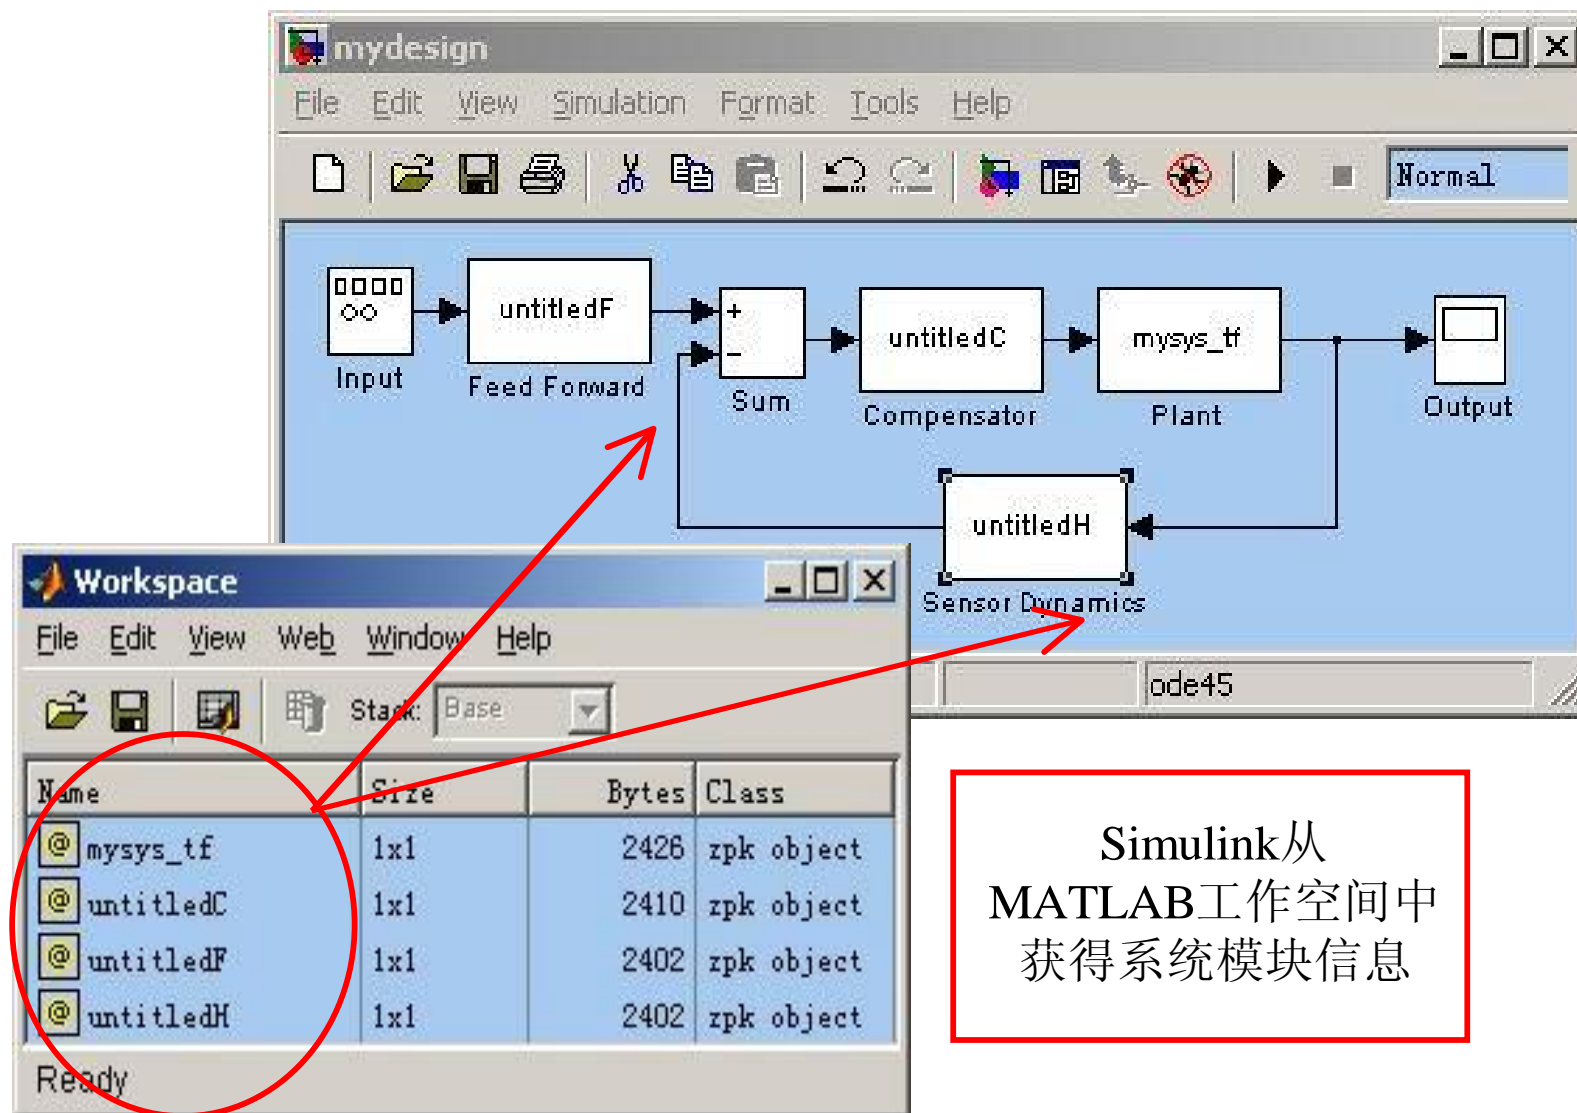 mydesign
File Edit View Simulation Format Tools Help
Normal
untitledF
+
−
untitledC
mysys_tf
Input
Feed Forward
Sum
Compensator
Plant
Output
untitledH
Sensor Dynamics
ode45
Workspace
File Edit View Web Window Help
Stack: Base
Name Size Bytes Class
@ mysys_tf 1x1 2426 zpk object
@ untitledC 1x1 2410 zpk object
@ untitledF 1x1 2402 zpk object
@ untitledH 1x1 2402 zpk object
Ready
Simulink从
MATLAB工作空间中
获得系统模块信息